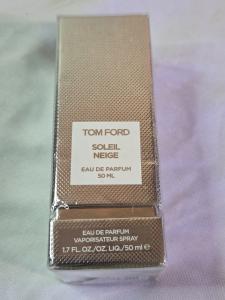 TOM FORD
SOLEIL
NEIGE
EAU DE PARFUM
50 ML
EAU DE PARFUM
VAPORISATEUR SPRAY
1.7 FL.OZ./OZ. LIQ./50 ml ℮